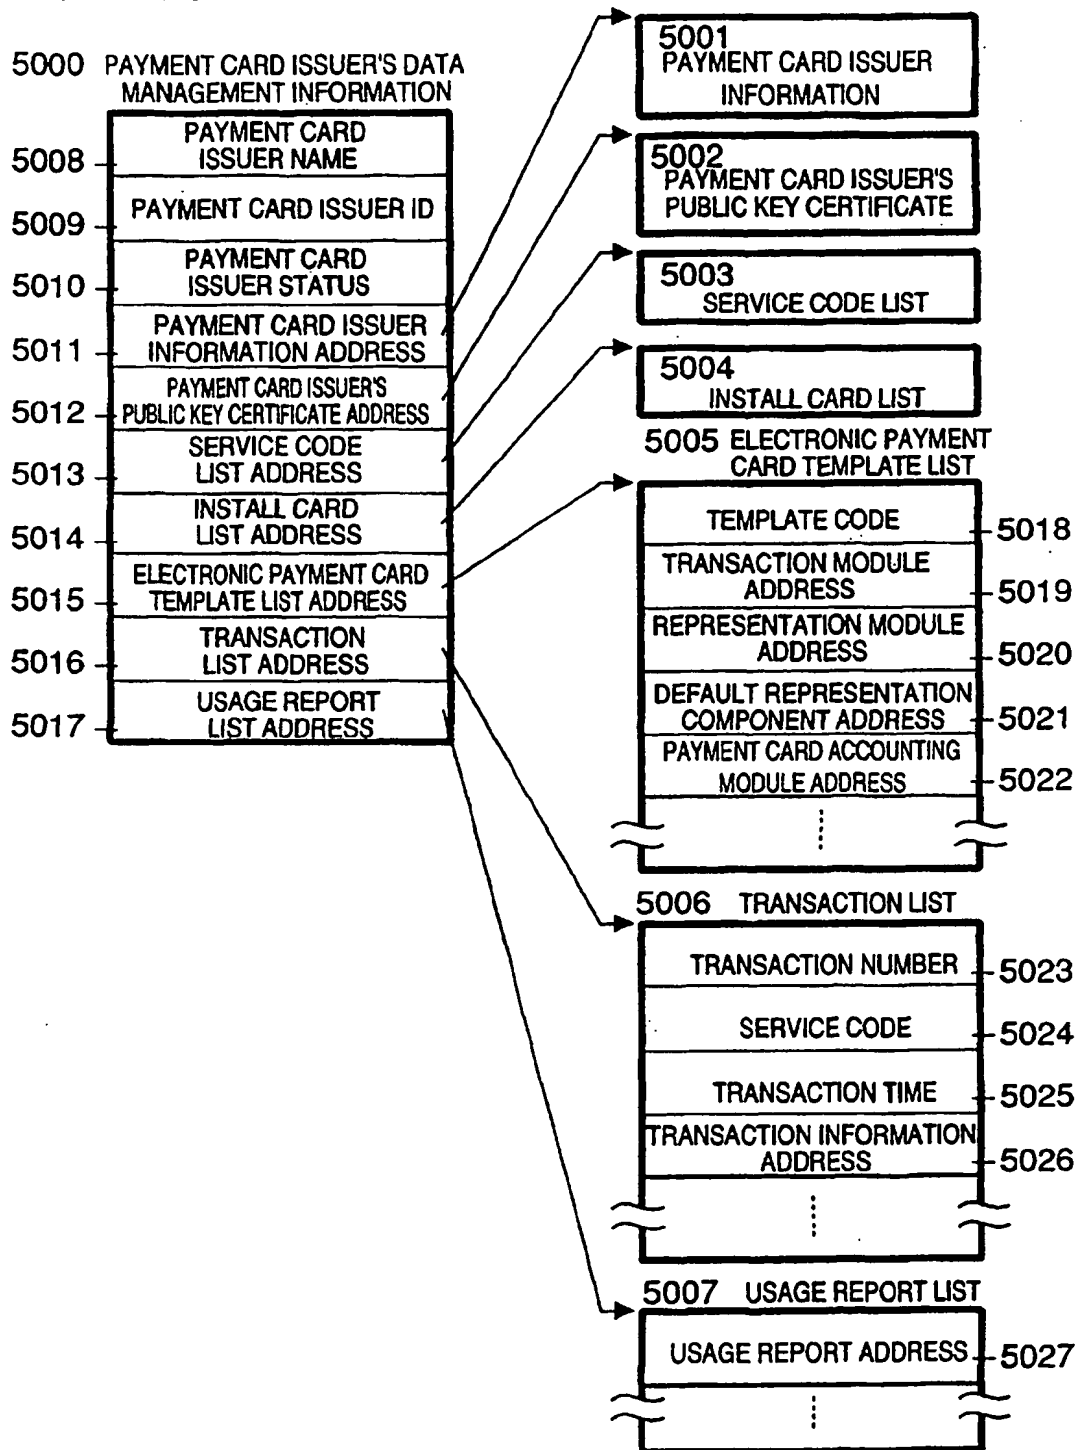 5000 PAYMENT CARD ISSUER'S DATA
MANAGEMENT INFORMATION
PAYMENT CARD
ISSUER NAME
5008
PAYMENT CARD ISSUER ID
5009
PAYMENT CARD
ISSUER STATUS
5010
PAYMENT CARD ISSUER
INFORMATION ADDRESS
5011
PAYMENT CARD ISSUER'S
PUBLIC KEY CERTIFICATE ADDRESS
5012
SERVICE CODE
LIST ADDRESS
5013
INSTALL CARD
LIST ADDRESS
5014
ELECTRONIC PAYMENT CARD
TEMPLATE LIST ADDRESS
5015
TRANSACTION
LIST ADDRESS
5016
USAGE REPORT
LIST ADDRESS
5017
5001
PAYMENT CARD ISSUER
INFORMATION
5002
PAYMENT CARD ISSUER'S
PUBLIC KEY CERTIFICATE
5003
SERVICE CODE LIST
5004
INSTALL CARD LIST
5005 ELECTRONIC PAYMENT
CARD TEMPLATE LIST
TEMPLATE CODE
5018
TRANSACTION MODULE
ADDRESS
5019
REPRESENTATION MODULE
ADDRESS
5020
DEFAULT REPRESENTATION
COMPONENT ADDRESS
5021
PAYMENT CARD ACCOUNTING
MODULE ADDRESS
5022
5006 TRANSACTION LIST
TRANSACTION NUMBER
5023
SERVICE CODE
5024
TRANSACTION TIME
5025
TRANSACTION INFORMATION
ADDRESS
5026
5007 USAGE REPORT LIST
USAGE REPORT ADDRESS
5027